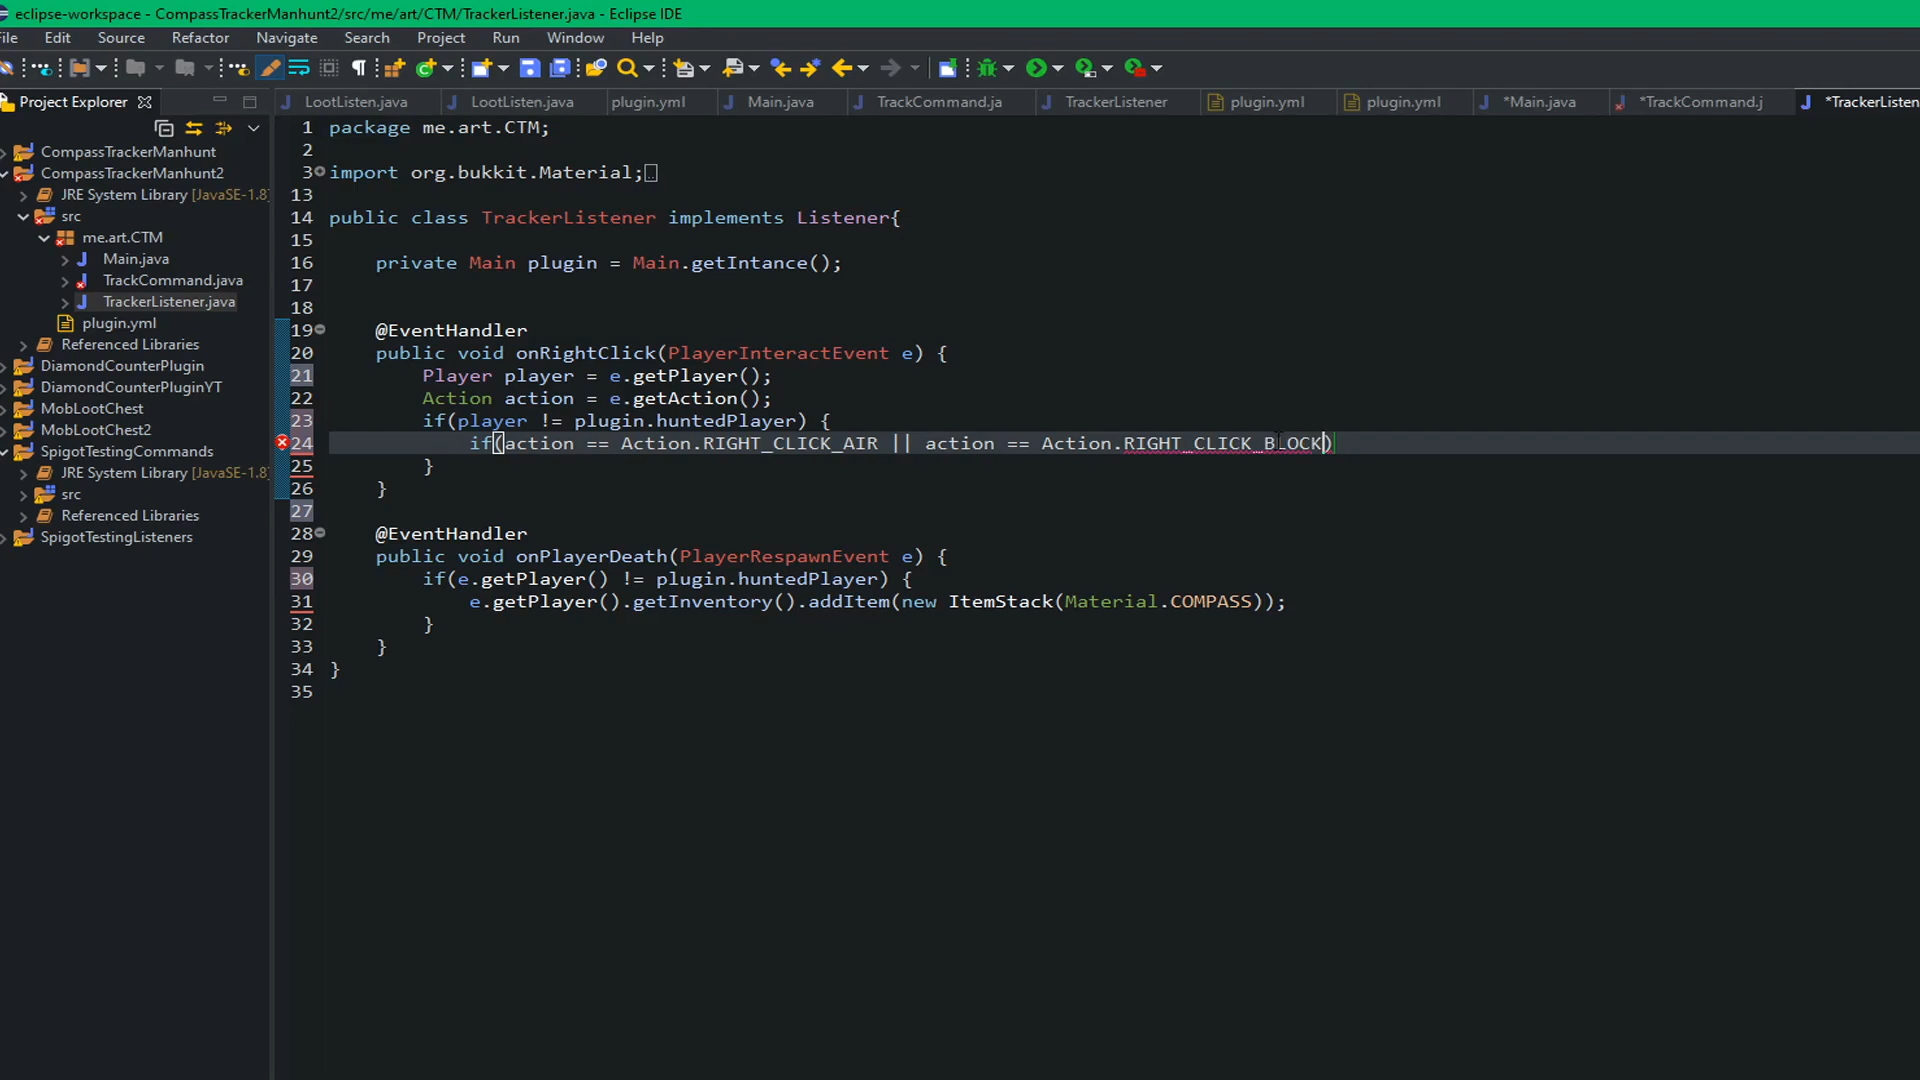 eclipse-workspace - CompassTrackerManhunt2/src/me/art/CTM/TrackerListener.java - Eclipse IDE
ile Edit Source Refactor Navigate Search Project Run Window Help
Project Explorer
LootListen.java LootListen.java plugin.yml Main.java TrackCommand.ja TrackerListener plugin.yml plugin.yml *Main.java *TrackCommand.j *TrackerListen
CompassTrackerManhunt
CompassTrackerManhunt2
JRE System Library [JavaSE-1.8]
src
me.art.CTM
Main.java
TrackCommand.java
TrackerListener.java
plugin.yml
Referenced Libraries
DiamondCounterPlugin
DiamondCounterPluginYT
MobLootChest
MobLootChest2
SpigotTestingCommands
JRE System Library [JavaSE-1.8]
src
Referenced Libraries
SpigotTestingListeners
1 package me.art.CTM;
2
3 import org.bukkit.Material;
13
14 public class TrackerListener implements Listener{
15
16 private Main plugin = Main.getIntance();
17
18
19 @EventHandler
20 public void onRightClick(PlayerInteractEvent e) {
21 Player player = e.getPlayer();
22 Action action = e.getAction();
23 if(player != plugin.huntedPlayer) {
24 if(action == Action.RIGHT_CLICK_AIR || action == Action.RIGHT_CLICK_BLOCK)
25 }
26 }
27
28 @EventHandler
29 public void onPlayerDeath(PlayerRespawnEvent e) {
30 if(e.getPlayer() != plugin.huntedPlayer) {
31 e.getPlayer().getInventory().addItem(new ItemStack(Material.COMPASS));
32 }
33 }
34 }
35